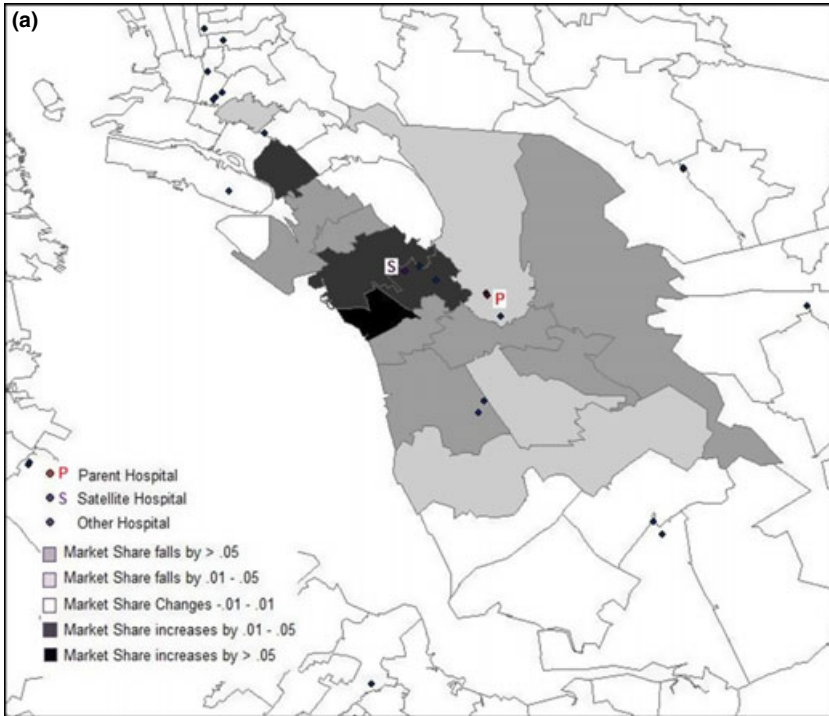 (a)
S
P
P Parent Hospital
S Satellite Hospital
Other Hospital
Market Share falls by > .05
Market Share falls by .01 - .05
Market Share Changes -.01 - .01
Market Share increases by .01 - .05
Market Share increases by > .05